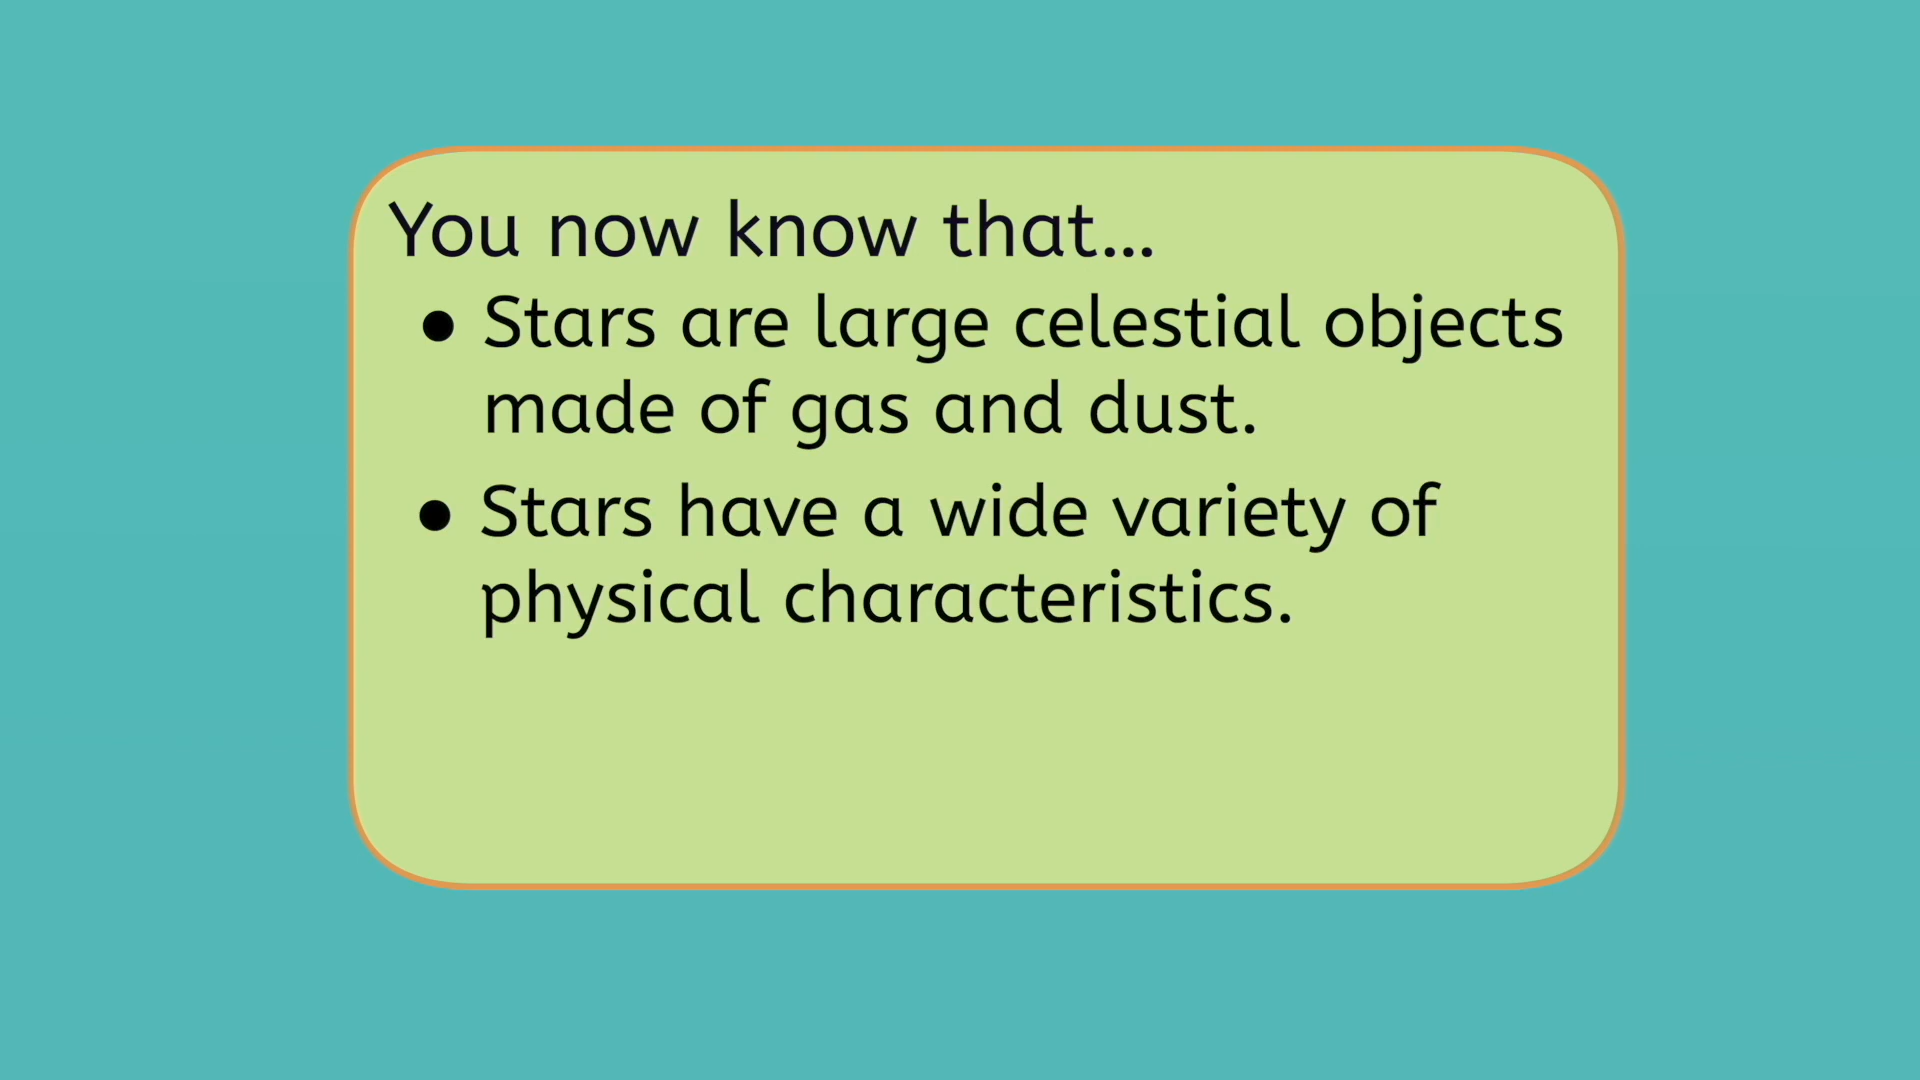 You now know that...
● Stars are large celestial objects
made of gas and dust.
● Stars have a wide variety of
physical characteristics.